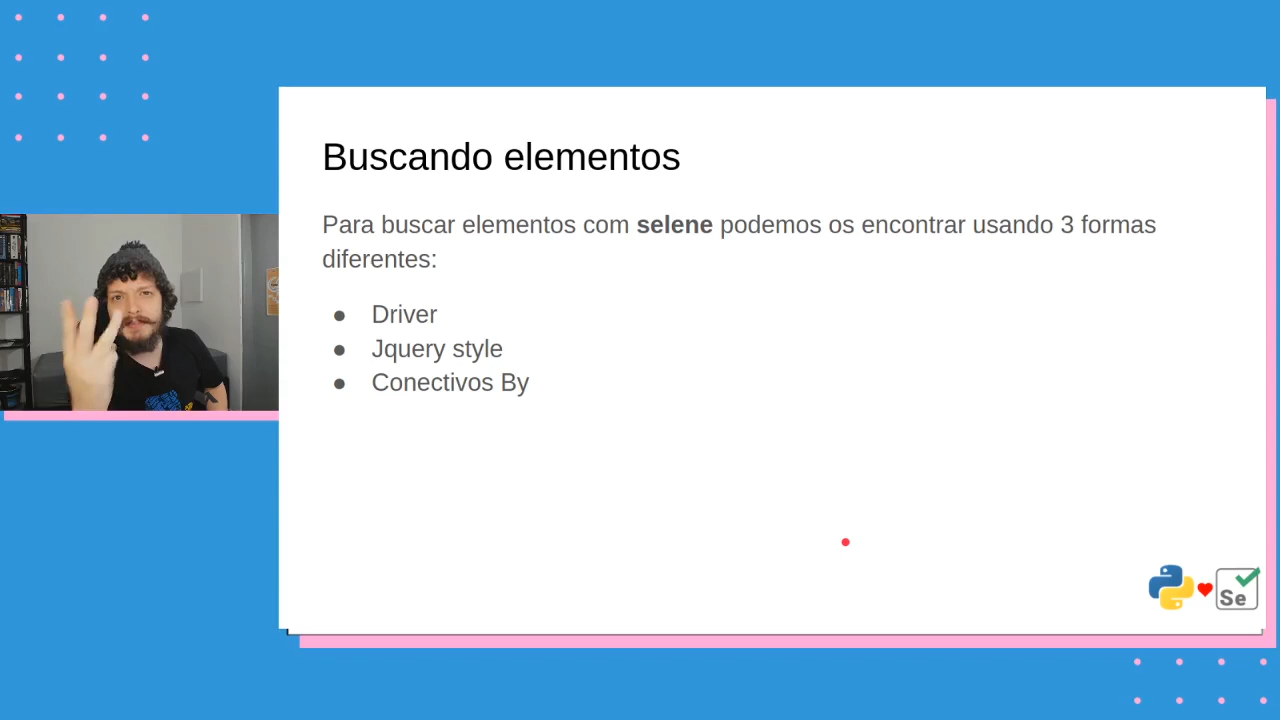 Buscando elementos
Para buscar elementos com selene podemos os encontrar usando 3 formas
diferentes:
● Driver
● Jquery style
● Conectivos By
Se